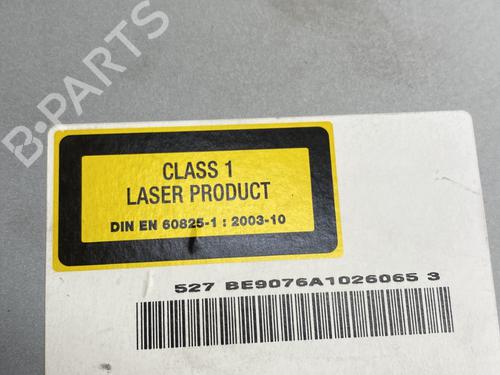 B-PARTS
CLASS 1
LASER PRODUCT
DIN EN 60825-1 : 2003-10
527 BE9076A1026065 3